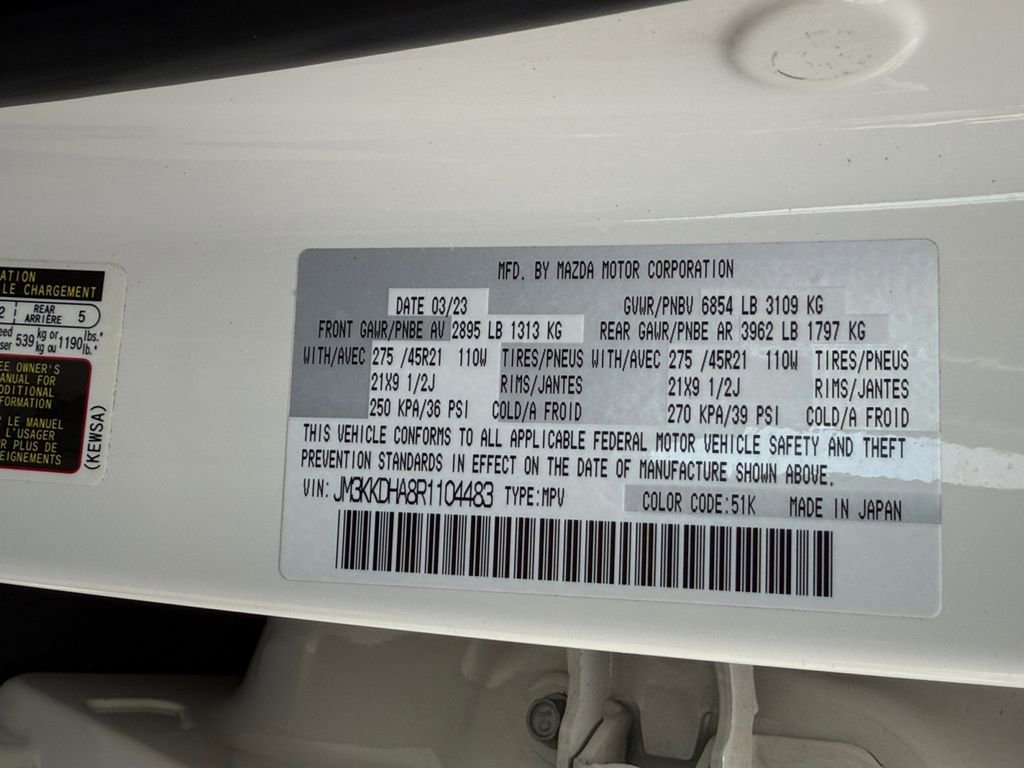 ATION
LE CHARGEMENT
2 REAR ARRIÈRE 5
539 kg or kg ou 1190 lbs.* lb.*
EE OWNER'S
ANUAL FOR
DDITIONAL
FORMATION
R LE MANUEL
L'USAGER
R PLUS DE
EIGNEMENTS
(KEWSA)
MFD. BY MAZDA MOTOR CORPORATION
DATE 03/23 GVWR/PNBV 6854 LB 3109 KG
FRONT GAWR/PNBE AV 2895 LB 1313 KG REAR GAWR/PNBE AR 3962 LB 1797 KG
WITH/AVEC 275 /45R21 110W TIRES/PNEUS WITH/AVEC 275 /45R21 110W TIRES/PNEUS
21X9 1/2J RIMS/JANTES 21X9 1/2J RIMS/JANTES
250 KPA/36 PSI COLD/A FROID 270 KPA/39 PSI COLD/A FROID
THIS VEHICLE CONFORMS TO ALL APPLICABLE FEDERAL MOTOR VEHICLE SAFETY AND THEFT
PREVENTION STANDARDS IN EFFECT ON THE DATE OF MANUFACTURE SHOWN ABOVE.
VIN: JM3KKDHA8R1104483 TYPE:MPV COLOR CODE:51K MADE IN JAPAN